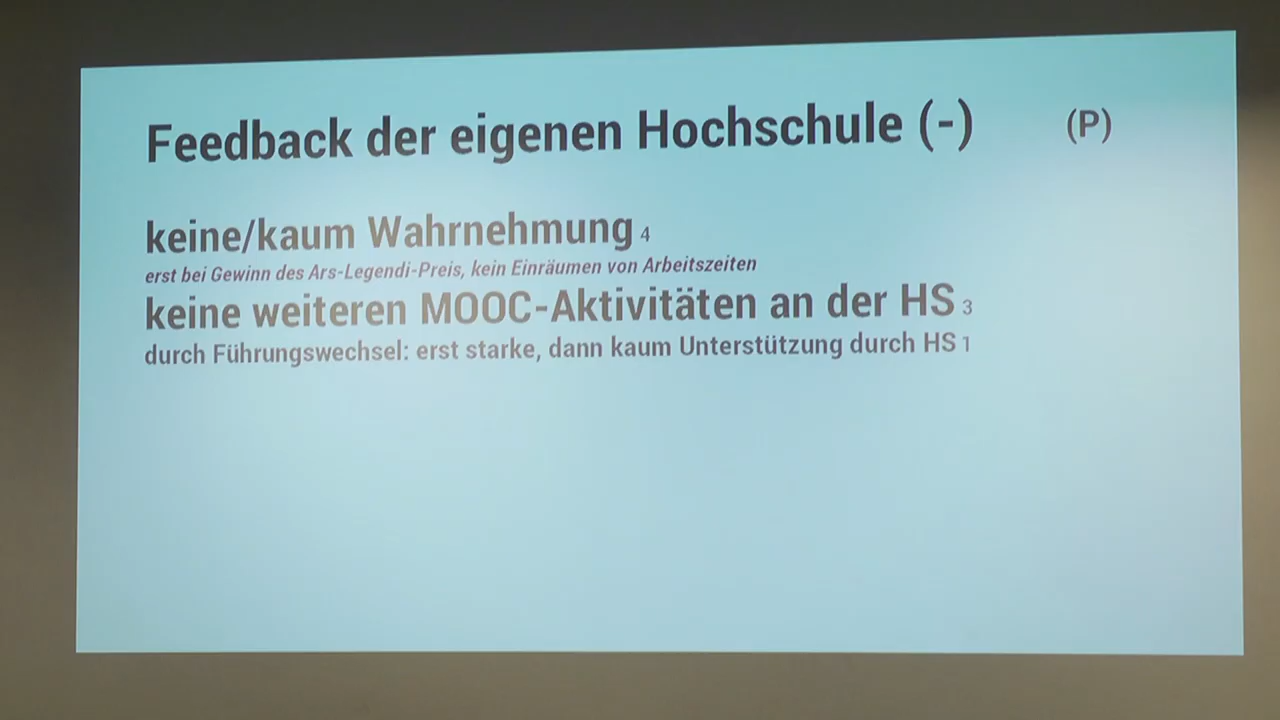 Feedback der eigenen Hochschule (-) (P)
keine/kaum Wahrnehmung 4
erst bei Gewinn des Ars-Legendi-Preis, kein Einräumen von Arbeitszeiten
keine weiteren MOOC-Aktivitäten an der HS 3
durch Führungswechsel: erst starke, dann kaum Unterstützung durch HS 1